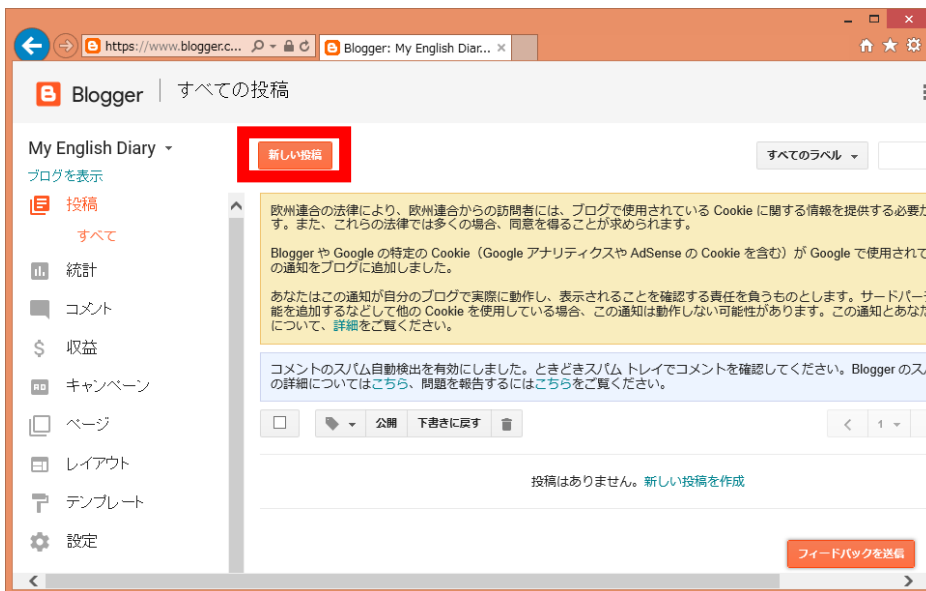 https://www.blogger.c...
Blogger: My English Diar...
Blogger
すべての投稿
My English Diary
ブログを表示
新しい投稿
すべてのラベル
投稿
すべて
統計
コメント
収益
キャンペーン
ページ
レイアウト
テンプレート
設定
欧州連合の法律により、欧州連合からの訪問者には、ブログで使用されている Cookie に関する情報を提供する必要が
す。また、これらの法律では多くの場合、同意を得ることが求められます。
Blogger や Google の特定の Cookie（Google アナリティクスや AdSense の Cookie を含む）が Google で使用されて
の通知をブログに追加しました。
あなたはこの通知が自分のブログで実際に動作し、表示されることを確認する責任を負うものとします。サードパーテ
能を追加するなどして他の Cookie を使用している場合、この通知は動作しない可能性があります。この通知とあなた
について、詳細をご覧ください。
コメントのスパム自動検出を有効にしました。ときどきスパム トレイでコメントを確認してください。Blogger のス
の詳細についてはこちら、問題を報告するにはこちらをご覧ください。
公開
下書きに戻す
1
投稿はありません。新しい投稿を作成
フィードバックを送信